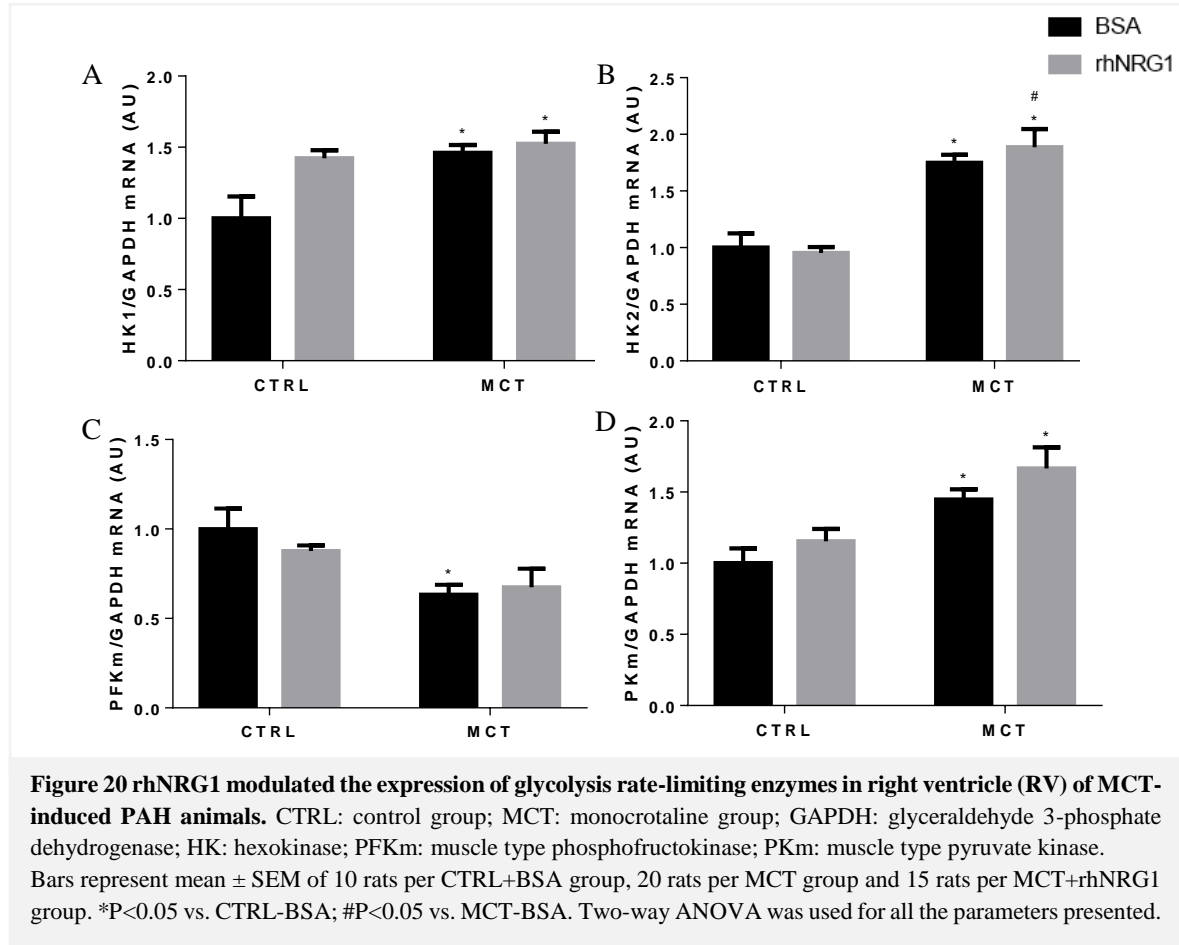 BSA
rhNRG1
A
HK1/GAPDH mRNA (AU)
2.0
1.5
1.0
0.5
0.0
* *
CTRL MCT
B
HK2/GAPDH mRNA (AU)
2.5
2.0
1.5
1.0
0.5
0.0
#
* *
CTRL MCT
C
PFKm/GAPDH mRNA (AU)
1.5
1.0
0.5
0.0
*
CTRL MCT
D
PKm/GAPDH mRNA (AU)
2.0
1.5
1.0
0.5
0.0
* *
CTRL MCT
Figure 20 rhNRG1 modulated the expression of glycolysis rate-limiting enzymes in right ventricle (RV) of MCT-
induced PAH animals. CTRL: control group; MCT: monocrotaline group; GAPDH: glyceraldehyde 3-phosphate
dehydrogenase; HK: hexokinase; PFKm: muscle type phosphofructokinase; PKm: muscle type pyruvate kinase.
Bars represent mean ± SEM of 10 rats per CTRL+BSA group, 20 rats per MCT group and 15 rats per MCT+rhNRG1
group. *P<0.05 vs. CTRL-BSA; #P<0.05 vs. MCT-BSA. Two-way ANOVA was used for all the parameters presented.